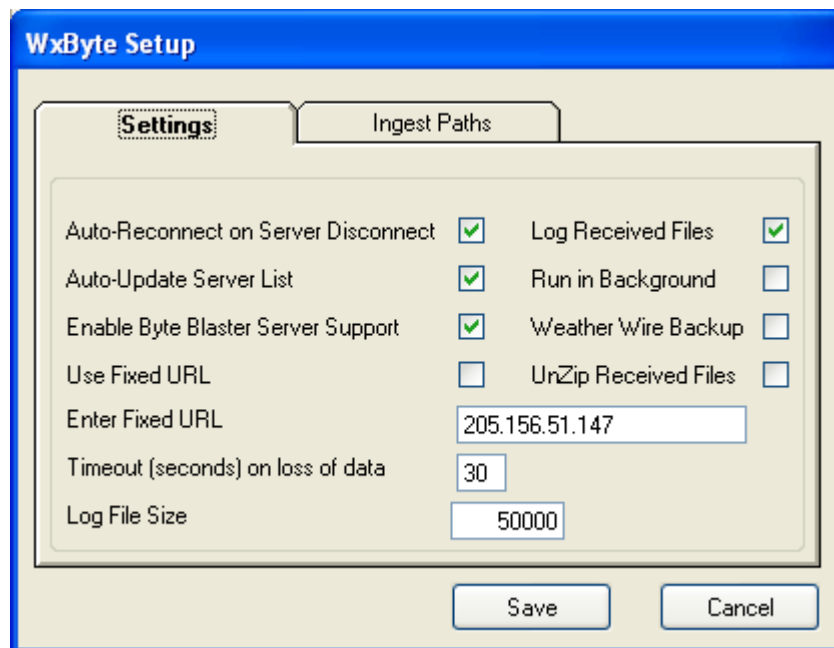 WxByte Setup
Settings Ingest Paths
Auto-Reconnect on Server Disconnect Log Received Files
Auto-Update Server List Run in Background
Enable Byte Blaster Server Support Weather Wire Backup
Use Fixed URL UnZip Received Files
Enter Fixed URL 205.156.51.147
Timeout (seconds) on loss of data 30
Log File Size 50000
Save Cancel